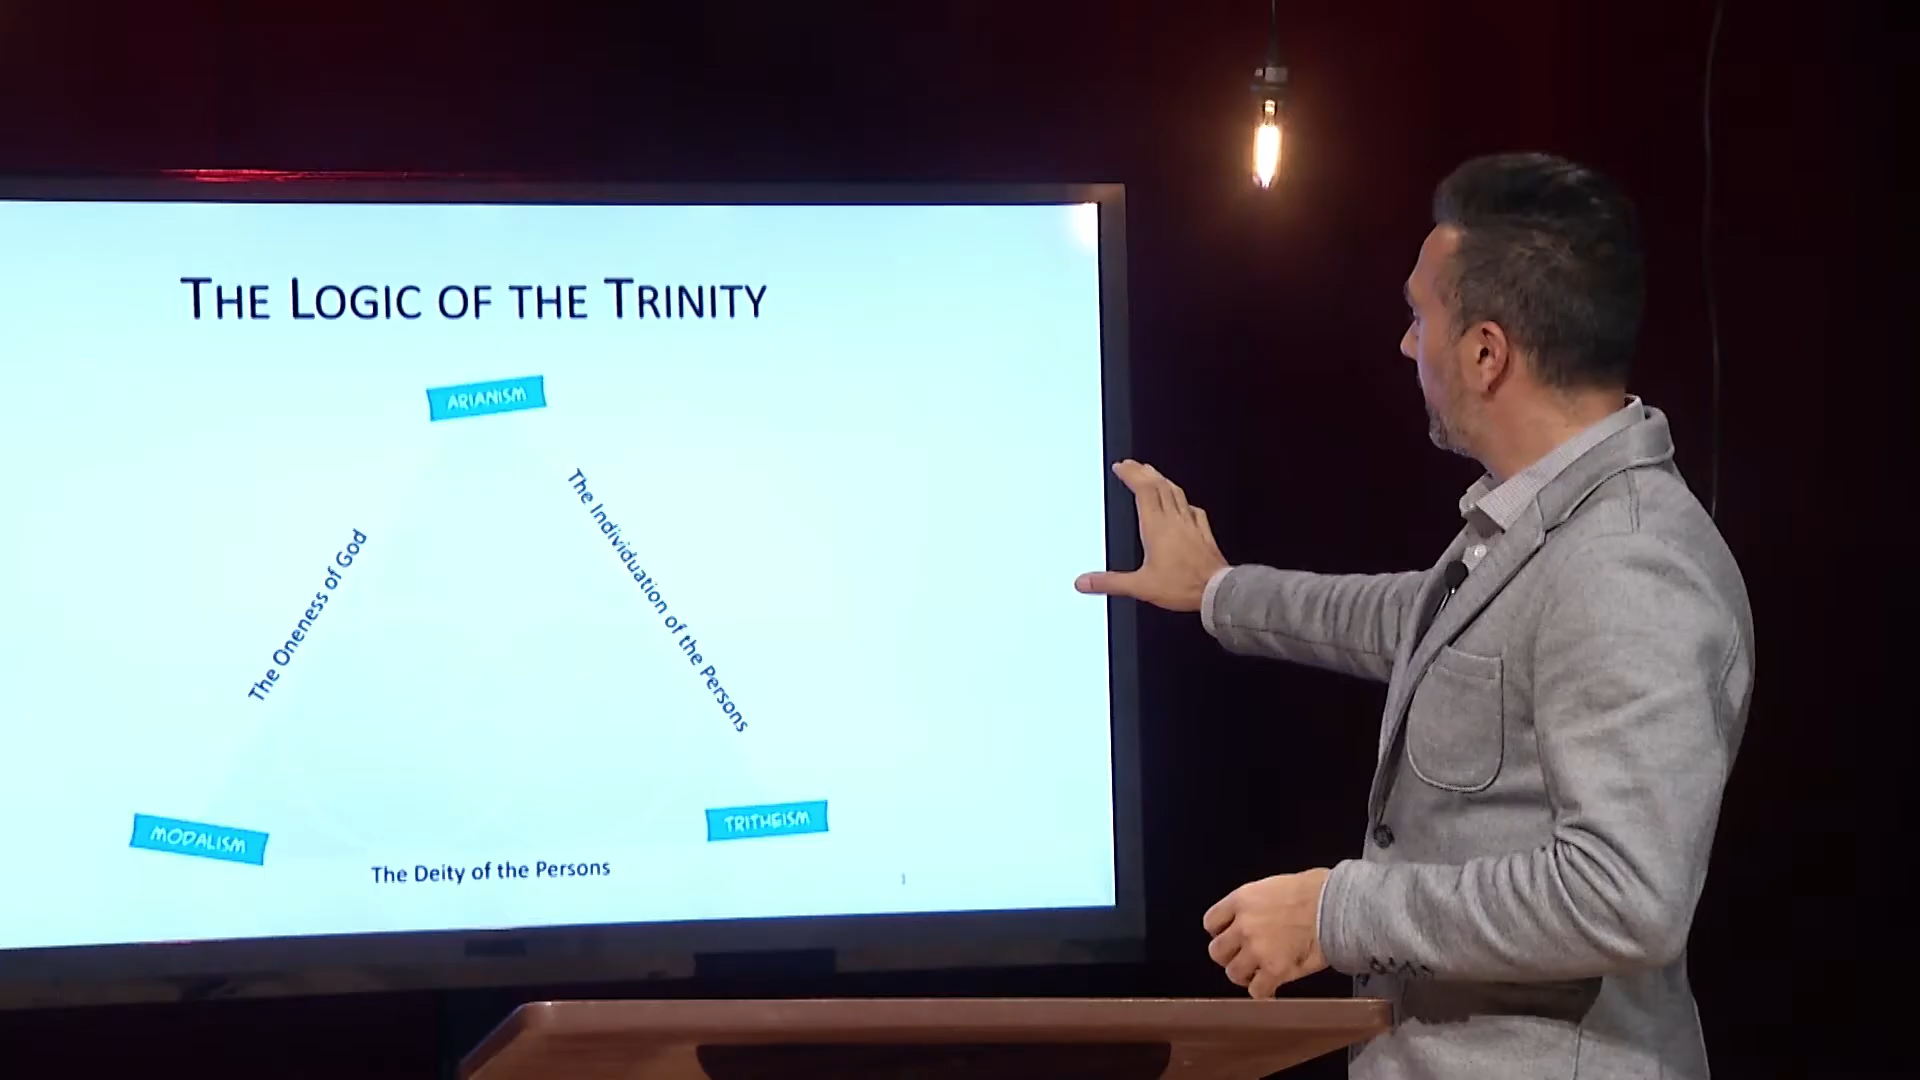 THE LOGIC OF THE TRINITY
ARIANISM
The Oneness of God
The Individuation of the Persons
MODALISM
TRITHEISM
The Deity of the Persons